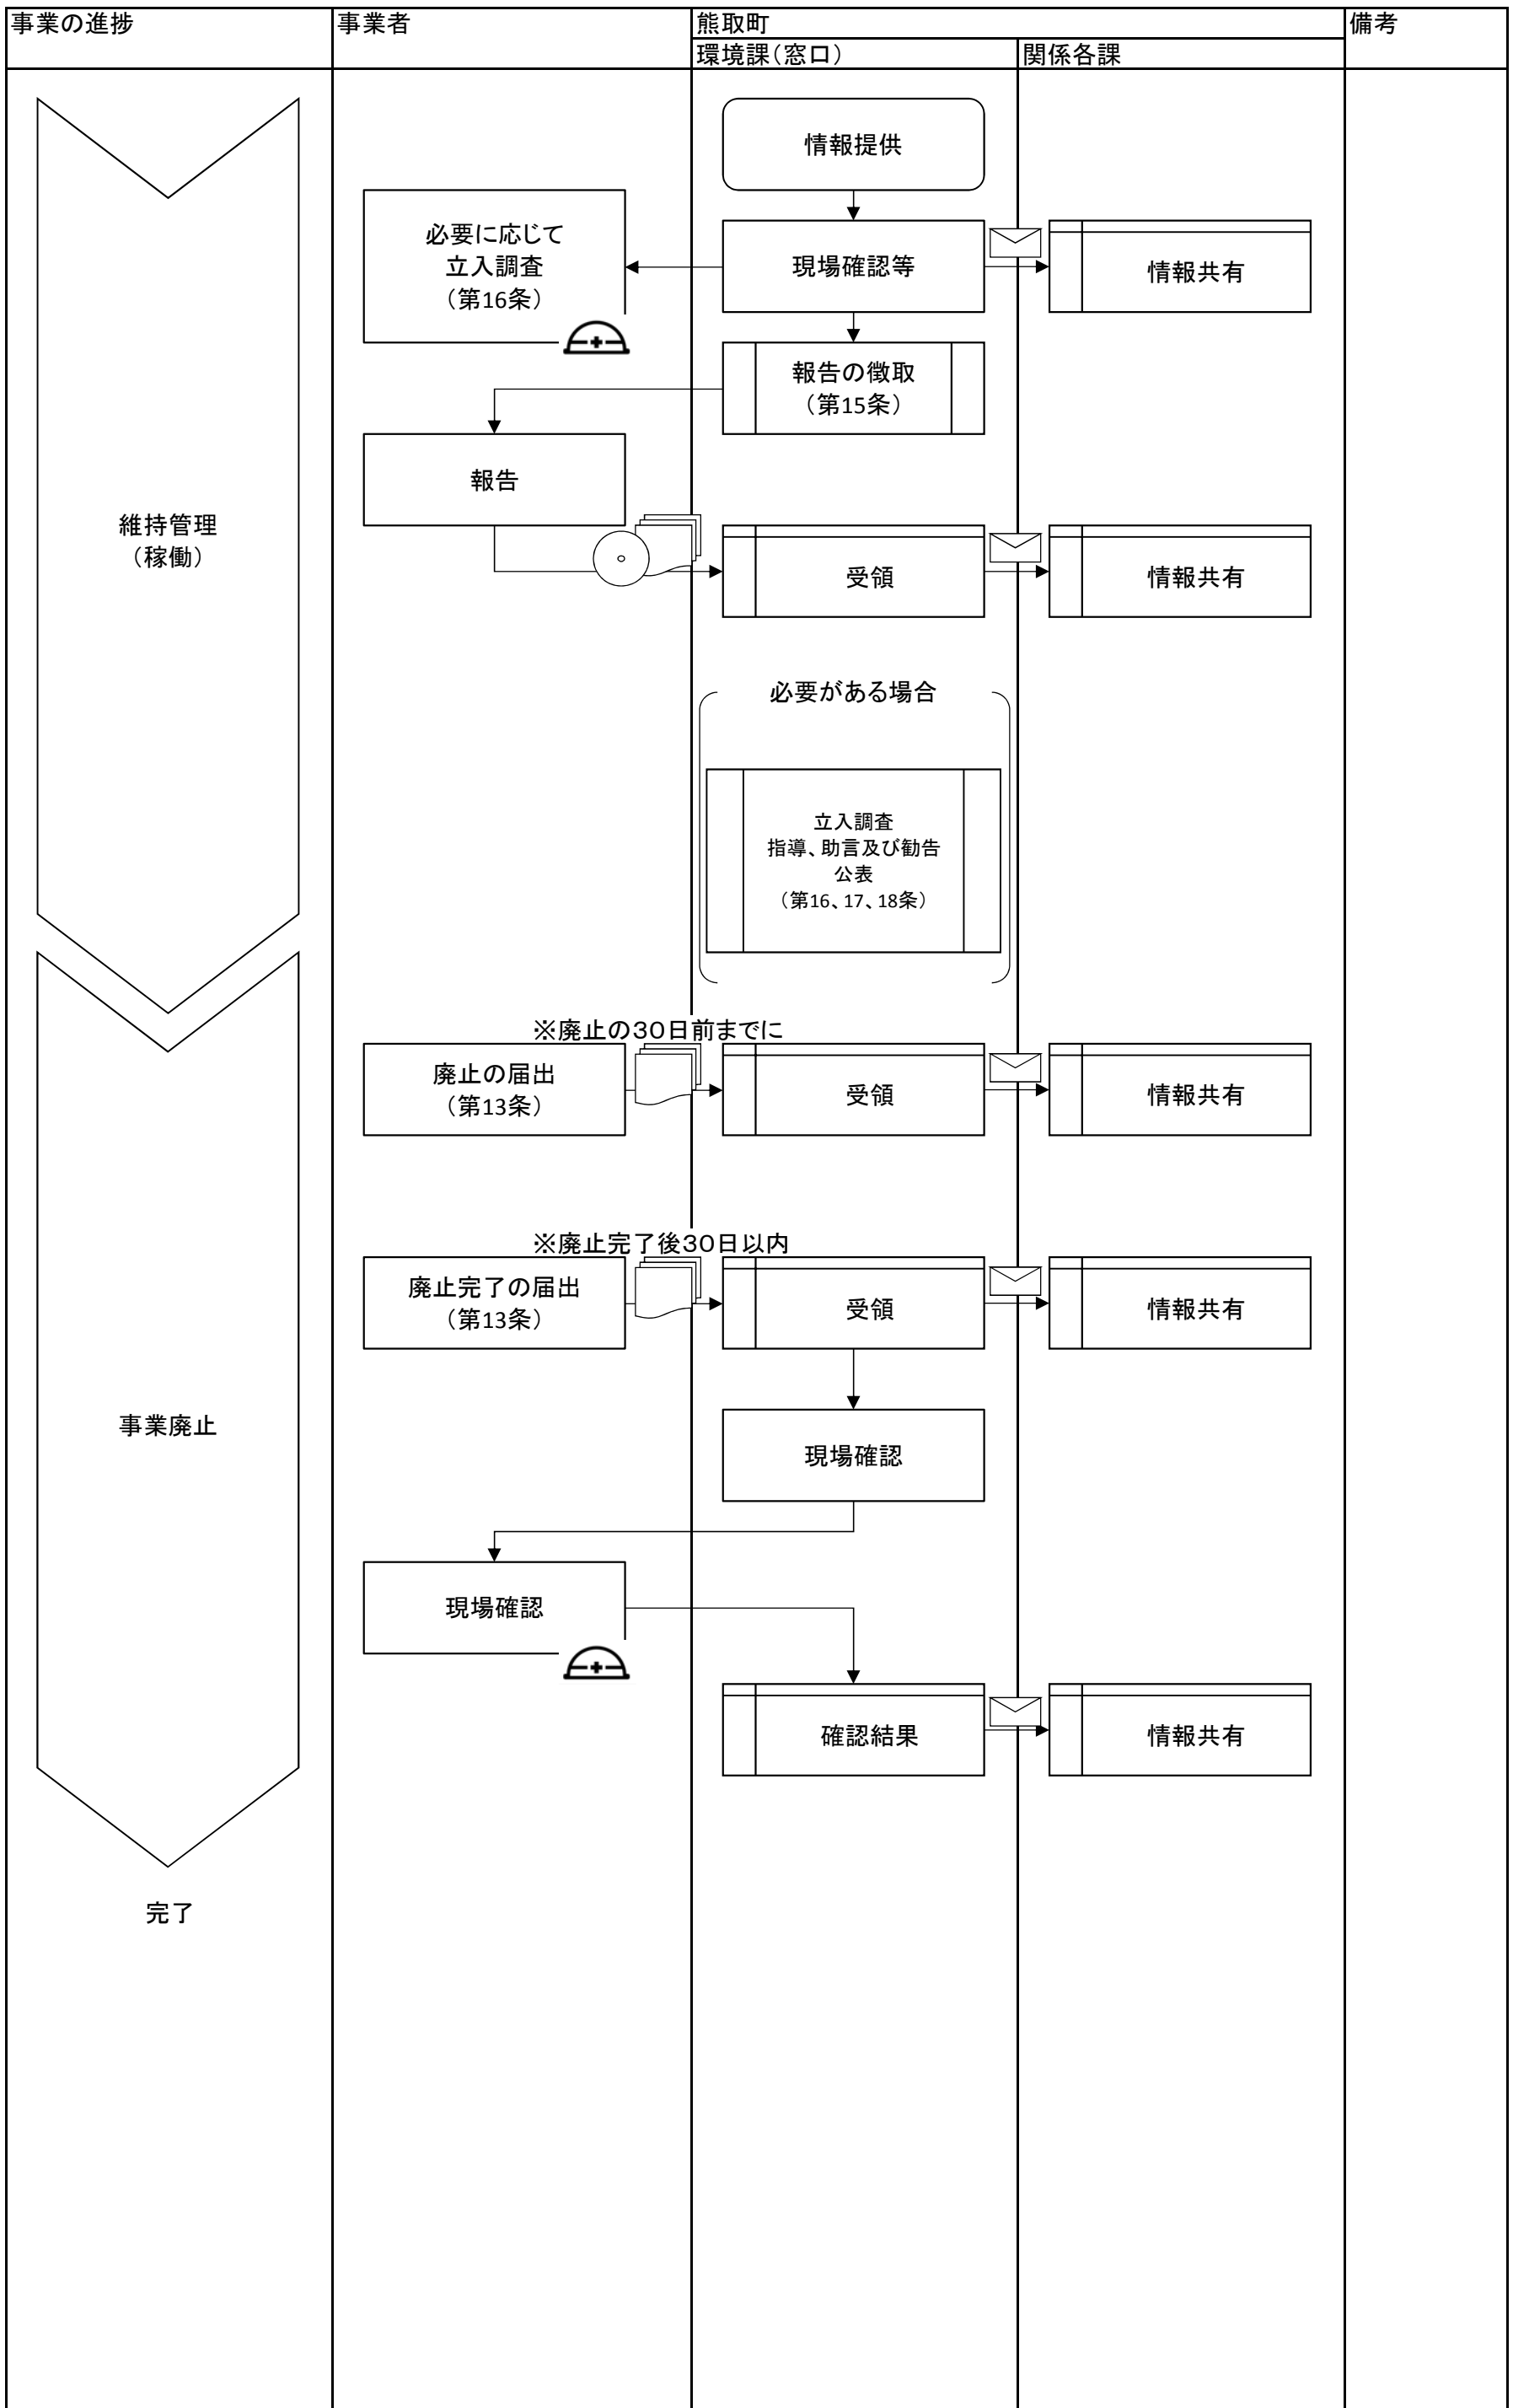 事業の進捗
事業者
熊取町
備考
環境課（窓口）
関係各課
情報提供
必要に応じて
立入調査
（第16条）
現場確認等
情報共有
報告の徴取
（第15条）
報告
維持管理
（稼働）
受領
情報共有
必要がある場合
立入調査
指導、助言及び勧告
公表
（第16、17、18条）
※廃止の３０日前までに
廃止の届出
（第13条）
受領
情報共有
※廃止完了後３０日以内
廃止完了の届出
（第13条）
受領
情報共有
事業廃止
現場確認
現場確認
確認結果
情報共有
完了